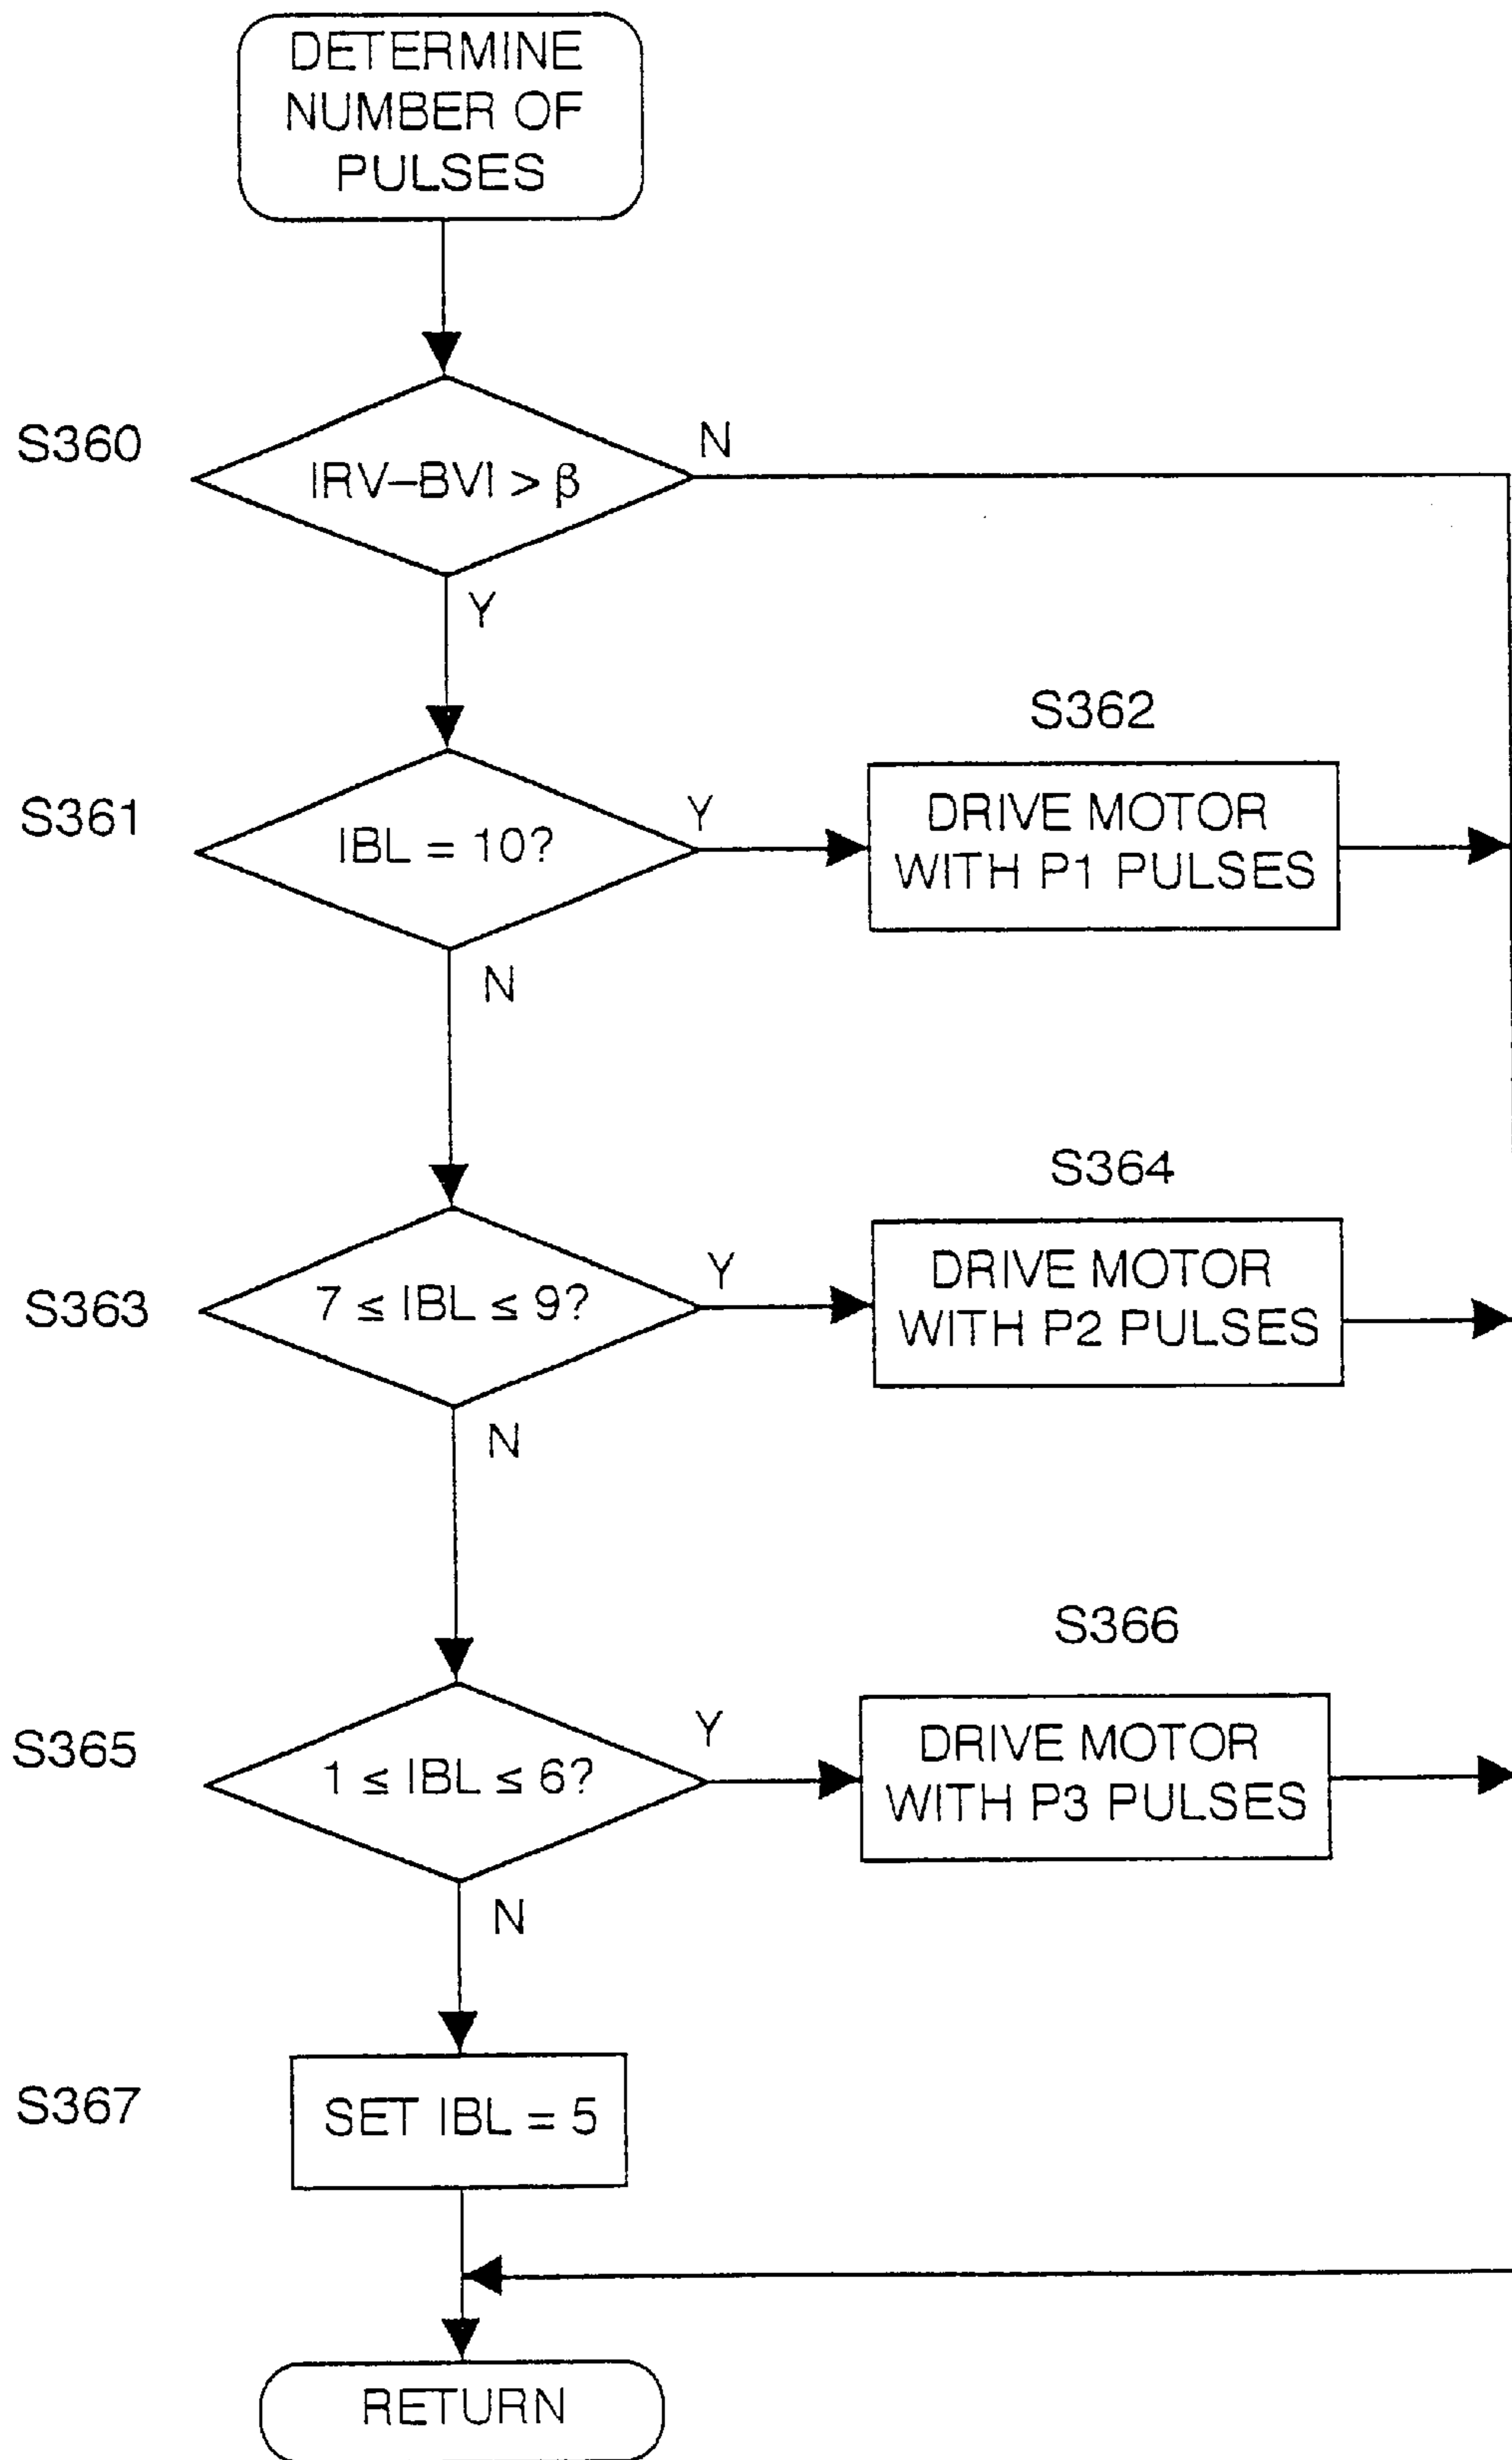 DETERMINE
NUMBER OF
PULSES
S360
IRV–BVI > β
N
Y
S361
IBL = 10?
Y
N
S362
DRIVE MOTOR
WITH P1 PULSES
S363
7 ≤ IBL ≤ 9?
Y
N
S364
DRIVE MOTOR
WITH P2 PULSES
S365
1 ≤ IBL ≤ 6?
Y
N
S366
DRIVE MOTOR
WITH P3 PULSES
S367
SET IBL = 5
RETURN